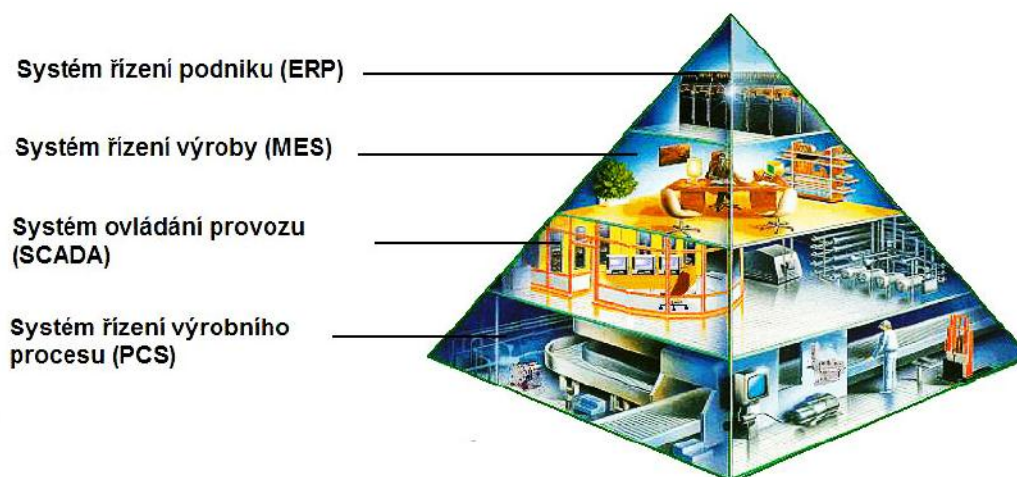 Systém řízení podniku (ERP)
Systém řízení výroby (MES)
Systém ovládání provozu
(SCADA)
Systém řízení výrobního
procesu (PCS)